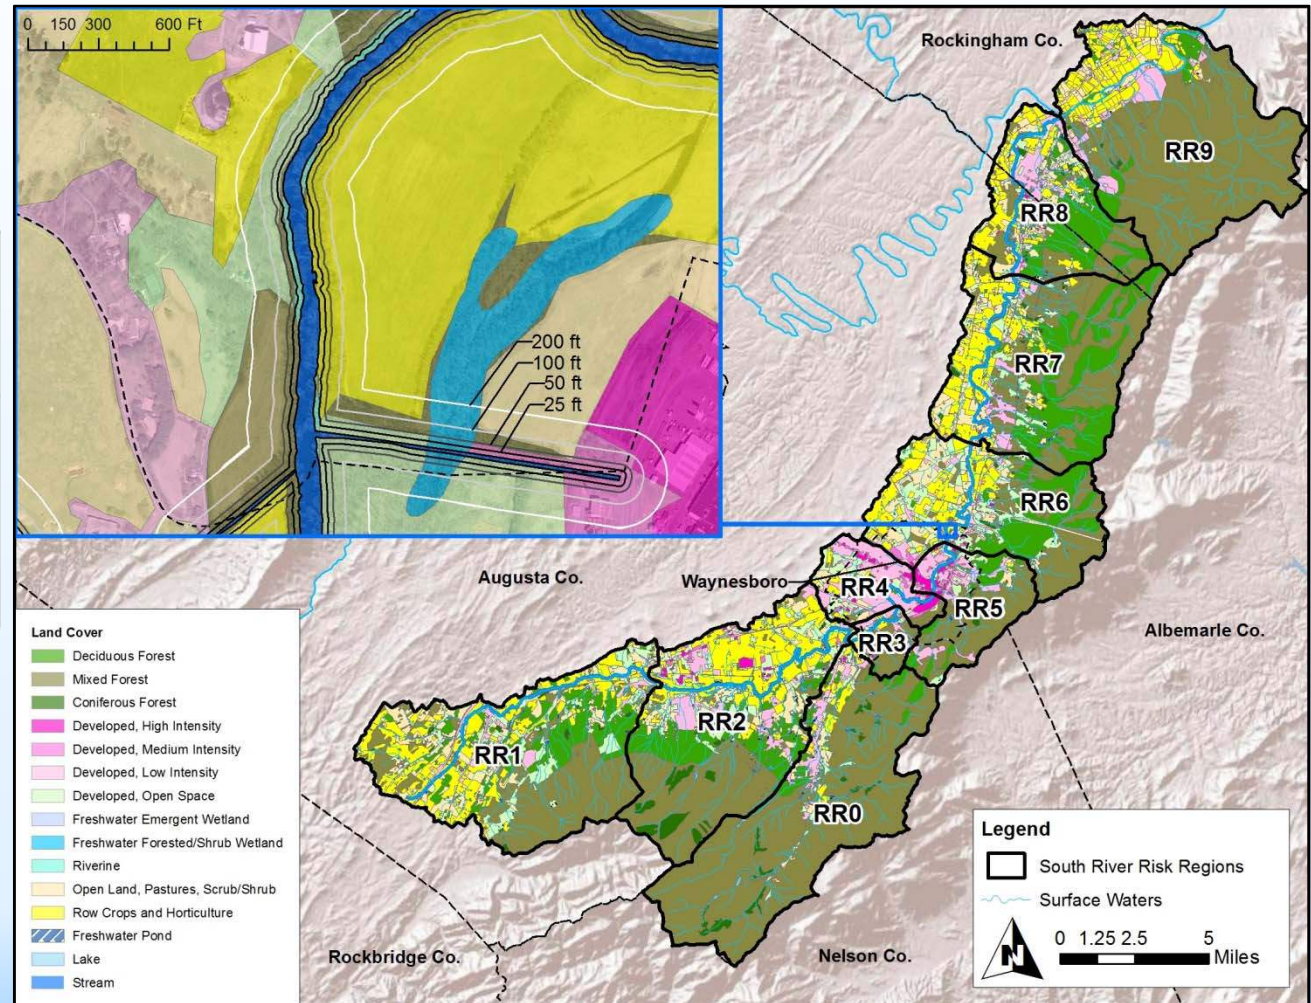 0 150 300 600 Ft
200 ft
100 ft
50 ft
25 ft
Rockingham Co.
RR9
RR8
RR7
RR6
Augusta Co.
Waynesboro
RR4
RR5
RR3
Albemarle Co.
RR2
RR1
RR0
Rockbridge Co.
Nelson Co.
Land Cover
Deciduous Forest
Mixed Forest
Coniferous Forest
Developed, High Intensity
Developed, Medium Intensity
Developed, Low Intensity
Developed, Open Space
Freshwater Emergent Wetland
Freshwater Forested/Shrub Wetland
Riverine
Open Land, Pastures, Scrub/Shrub
Row Crops and Horticulture
Freshwater Pond
Lake
Stream
Legend
South River Risk Regions
Surface Waters
N
0 1.25 2.5 5
Miles